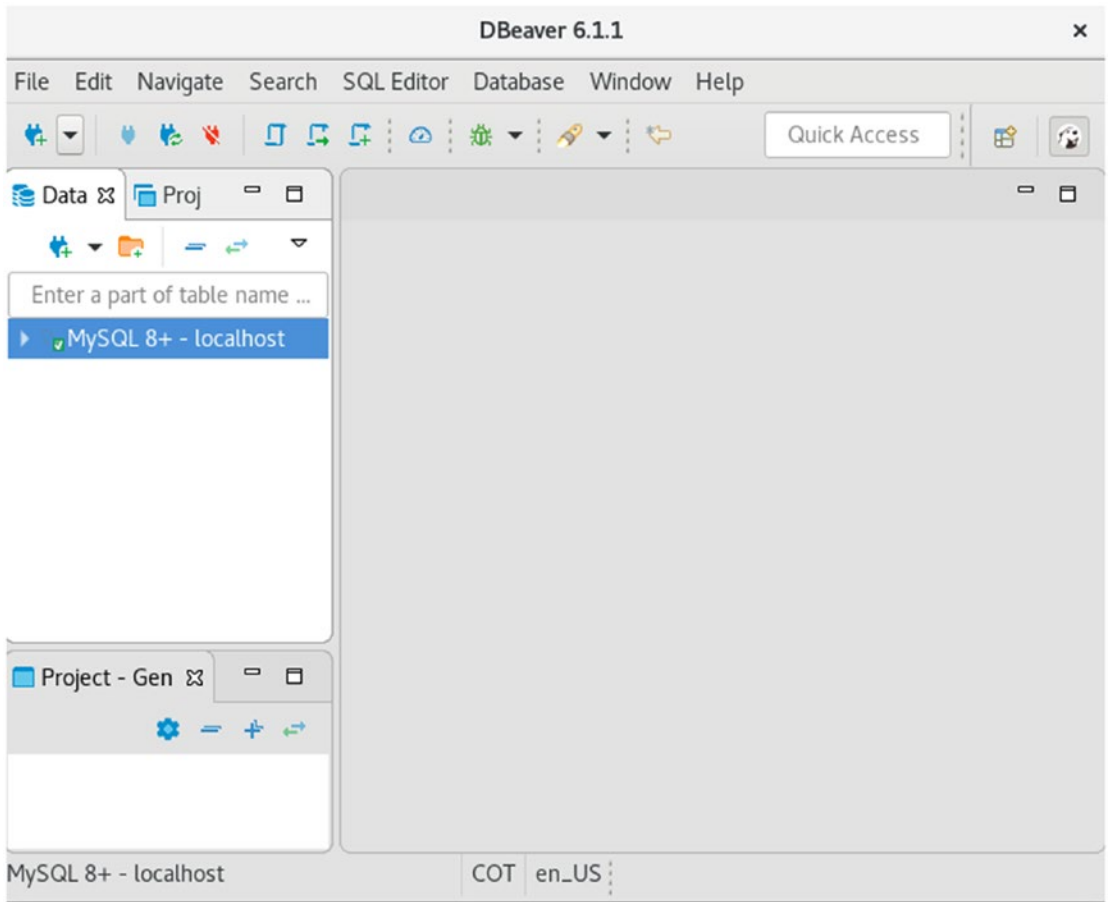 DBeaver 6.1.1
File Edit Navigate Search SQL Editor Database Window Help
Quick Access
Data Proj
Enter a part of table name ...
MySQL 8+ - localhost
Project - Gen
MySQL 8+ - localhost COT en_US